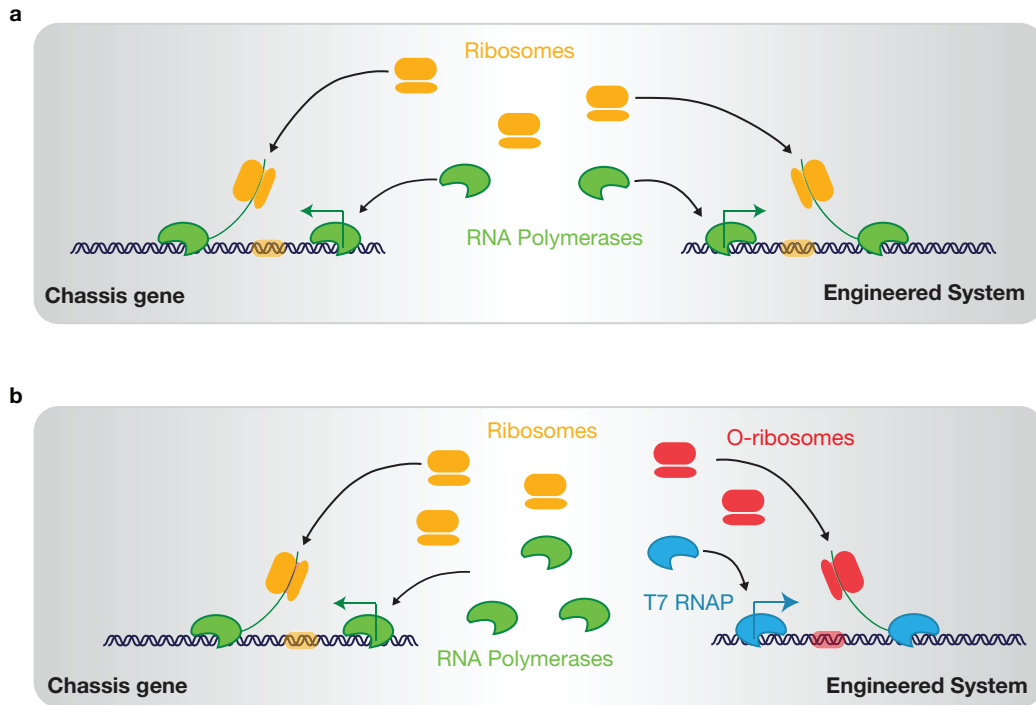 a
Ribosomes
RNA Polymerases
Chassis gene
Engineered System
b
Ribosomes
O-ribosomes
T7 RNAP
RNA Polymerases
Chassis gene
Engineered System